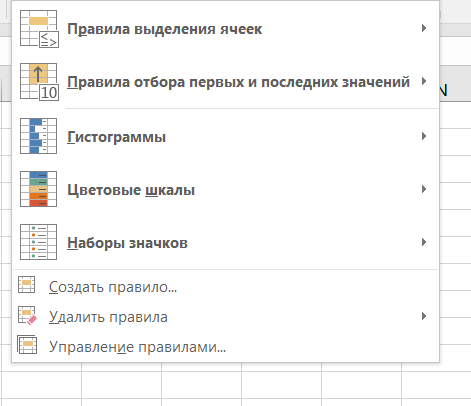 Правила выделения ячеек
Правила отбора первых и последних значений
10
N
Гистограммы
Цветовые шкалы
Наборы значков
Создать правило...
Удалить правила
Управление правилами...